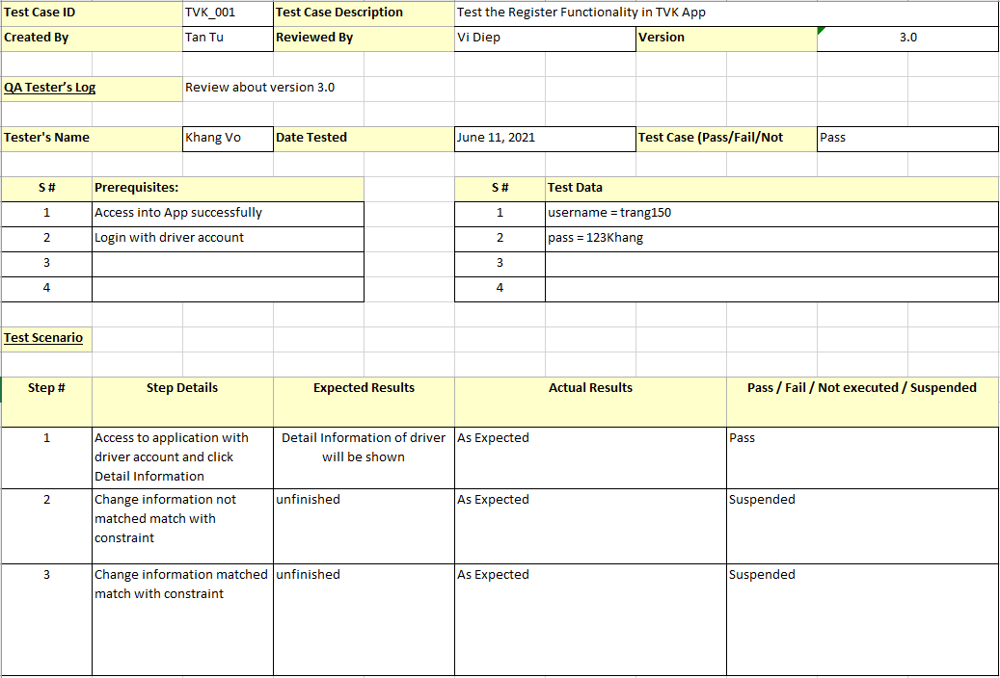 Test Case ID TVK_001 Test Case Description Test the Register Functionality in TVK App
Created By Tan Tu Reviewed By Vi Diep Version 3.0
QA Tester's Log Review about version 3.0
Tester's Name Khang Vo Date Tested June 11, 2021 Test Case (Pass/Fail/Not Pass
S # Prerequisites: S # Test Data
1 Access into App successfully 1 username = trang150
2 Login with driver account 2 pass = 123Khang
3 3
4 4
Test Scenario
Step # Step Details Expected Results Actual Results Pass / Fail / Not executed / Suspended
1 Access to application with Detail Information of driver As Expected Pass
driver account and click will be shown
Detail Information
2 Change information not unfinished As Expected Suspended
matched match with
constraint
3 Change information matched unfinished As Expected Suspended
match with constraint